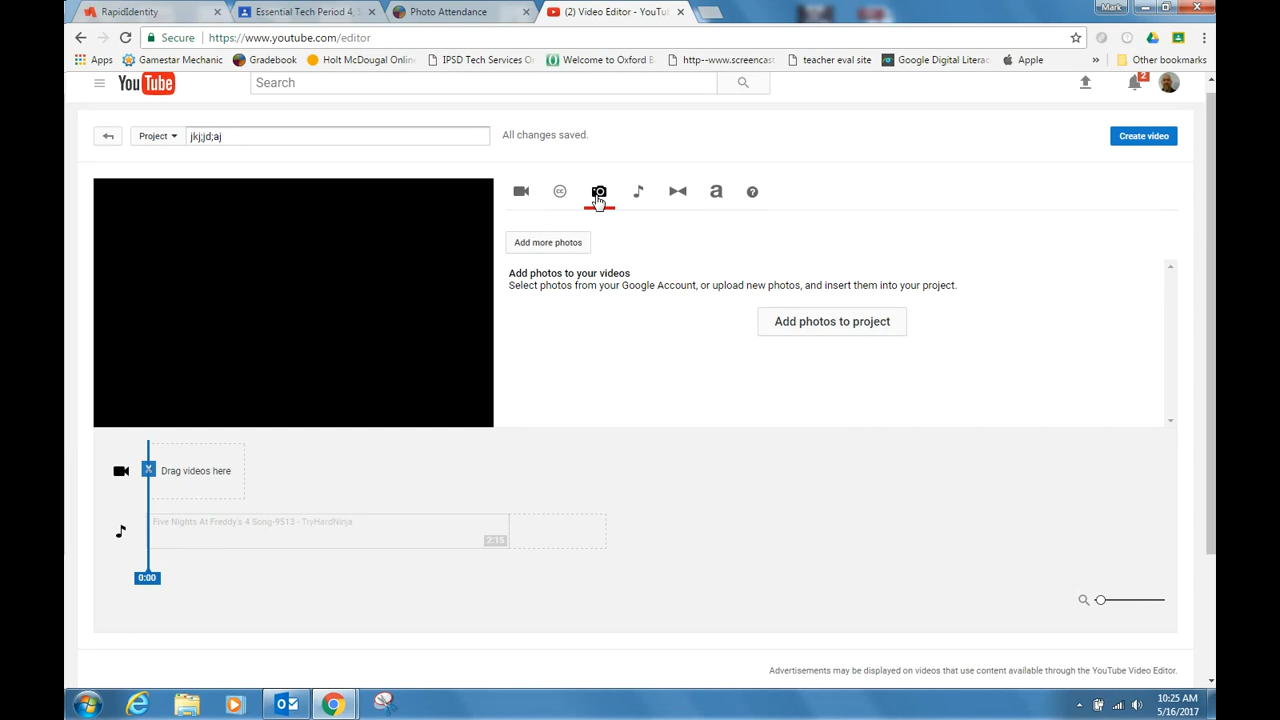 Mark
RapidIdentity
Essential Tech Period 4,
Photo Attendance
(2) Video Editor - YouTu
Secure
https://www.youtube.com/editor
Apps
Gamestar Mechanic
Gradebook
Holt McDougal Online
IPSD Tech Services O
Welcome to Oxford B
http--www.screencast
teacher eval site
Google Digital Literac
Apple
»
Other bookmarks
YouTube
Search
2
Project
jkj;jd;aj
All changes saved.
Create video
CC
a
?
Add more photos
Add photos to your videos
Select photos from your Google Account, or upload new photos, and insert them into your project.
Add photos to project
Drag videos here
Five Nights At Freddy's 4 Song-9513 - TryHardNinja
2:15
0:00
Advertisements may be displayed on videos that use content available through the YouTube Video Editor.
10:25 AM
5/16/2017